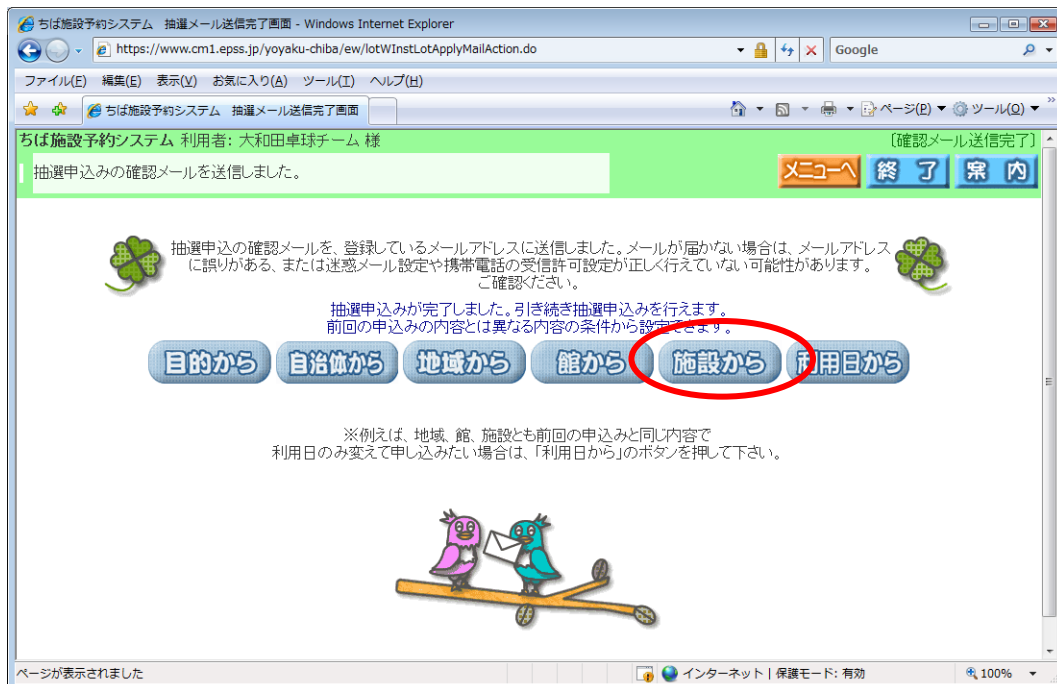 ちば施設予約システム 抽選メール送信完了画面 - Windows Internet Explorer
https://www.cm1.epss.jp/yoyaku-chiba/ew/lotWInstLotApplyMailAction.do
Google
ファイル(F) 編集(E) 表示(V) お気に入り(A) ツール(T) ヘルプ(H)
ちば施設予約システム 抽選メール送信完了画面
ページ(P) ツール(O)
ちば施設予約システム 利用者: 大和田卓球チーム 様
〔確認メール送信完了〕
抽選申込みの確認メールを送信しました。
メニューへ 終了 案内
抽選申込の確認メールを、登録しているメールアドレスに送信しました。メールが届かない場合は、メールアドレス
に誤りがある、または迷惑メール設定や携帯電話の受信許可設定が正しく行えていない可能性があります。
ご確認ください。
抽選申込みが完了しました。引き続き抽選申込みを行えます。
前回の申込みの内容とは異なる内容の条件から設定できます。
目的から 自治体から 地域から 館から 施設から 利用日から
※例えば、地域、館、施設とも前回の申込みと同じ内容で
利用日のみ変えて申し込みたい場合は、「利用日から」のボタンを押して下さい。
ページが表示されました
インターネット | 保護モード: 有効
100%